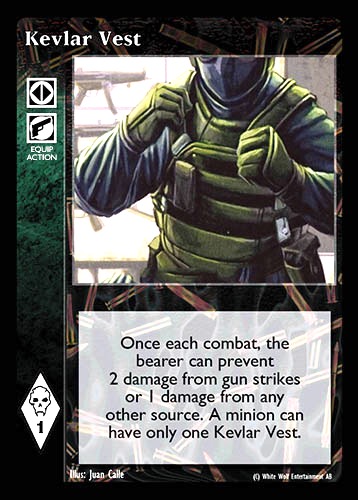 Kevlar Vest
EQUIP
ACTION
Once each combat, the
bearer can prevent
2 damage from gun strikes
or 1 damage from any
other source. A minion can
have only one Kevlar Vest.
1
Illus: Juan Calle
(C) White Wolf Entertainment AB